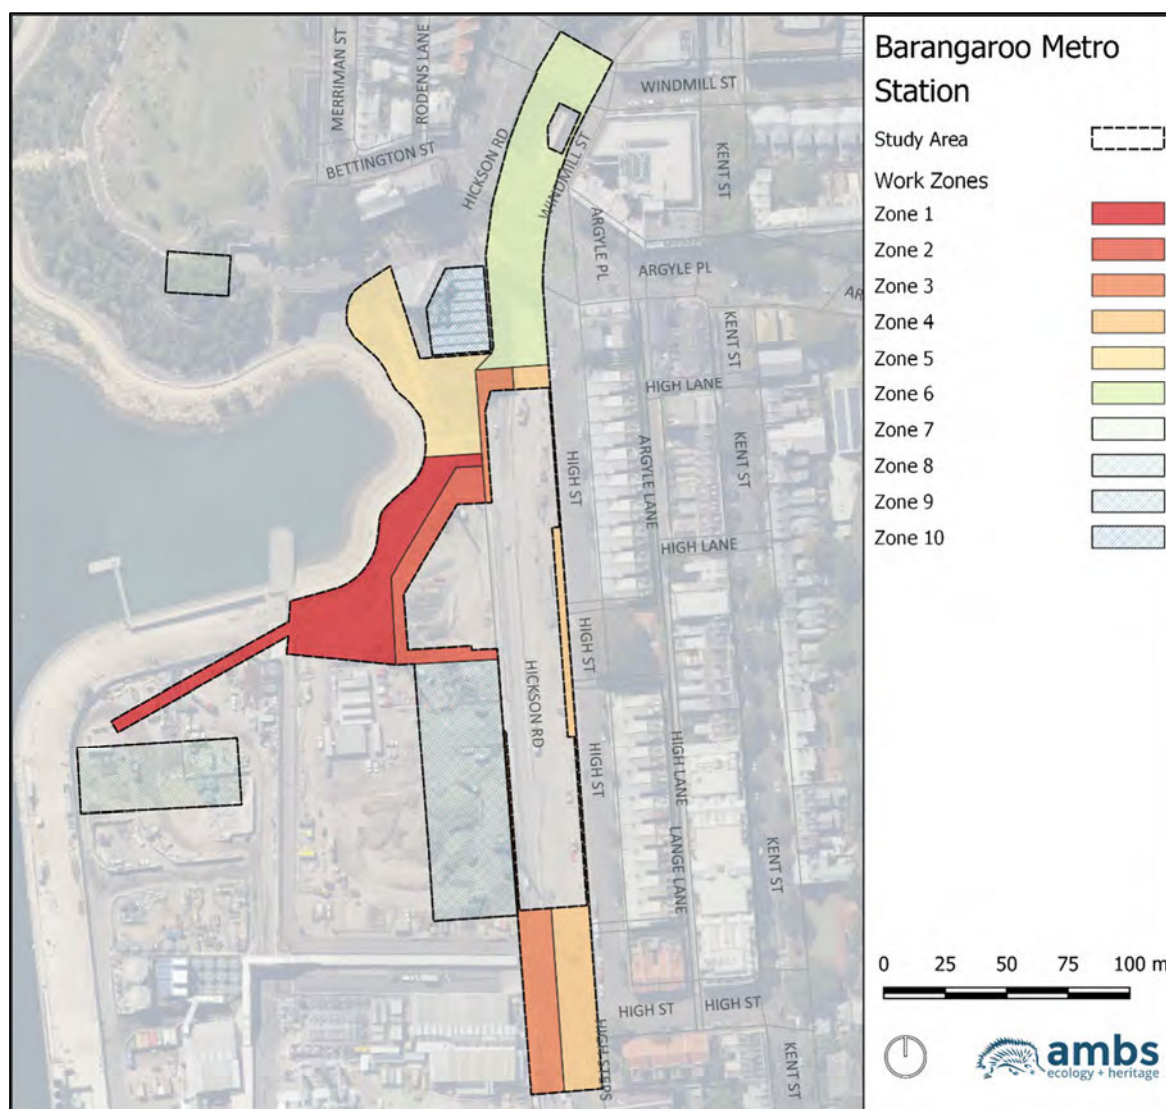 MERRIMAN ST
RODENS LANE
BETTINGTON ST
HICKSON RD
WINDMILL ST
WINDMILL ST
KENT ST
ARGYLE PL
ARGYLE PL
AR
KENT ST
HIGH LANE
HIGH ST
ARGYLE LANE
KENT ST
HIGH LANE
HIGH ST
HICKSON RD
HIGH ST
HIGH LANE
LANGE LANE
KENT ST
HIGH ST
HIGH ST
HIGH STEPS
KENT ST
Barangaroo Metro
Station
Study Area
Work Zones
Zone 1
Zone 2
Zone 3
Zone 4
Zone 5
Zone 6
Zone 7
Zone 8
Zone 9
Zone 10
0 25 50 75 100 m
ambs
ecology + heritage